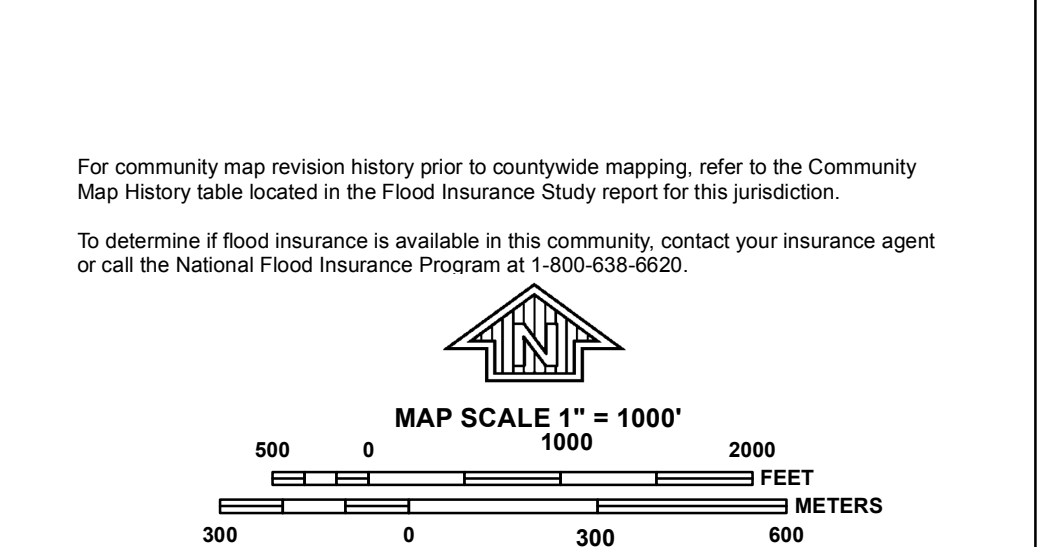 For community map revision history prior to countywide mapping, refer to the Community
Map History table located in the Flood Insurance Study report for this jurisdiction.
To determine if flood insurance is available in this community, contact your insurance agent
or call the National Flood Insurance Program at 1-800-638-6620.
N
MAP SCALE 1" = 1000'
500 0 1000 2000
FEET
METERS
300 0 300 600